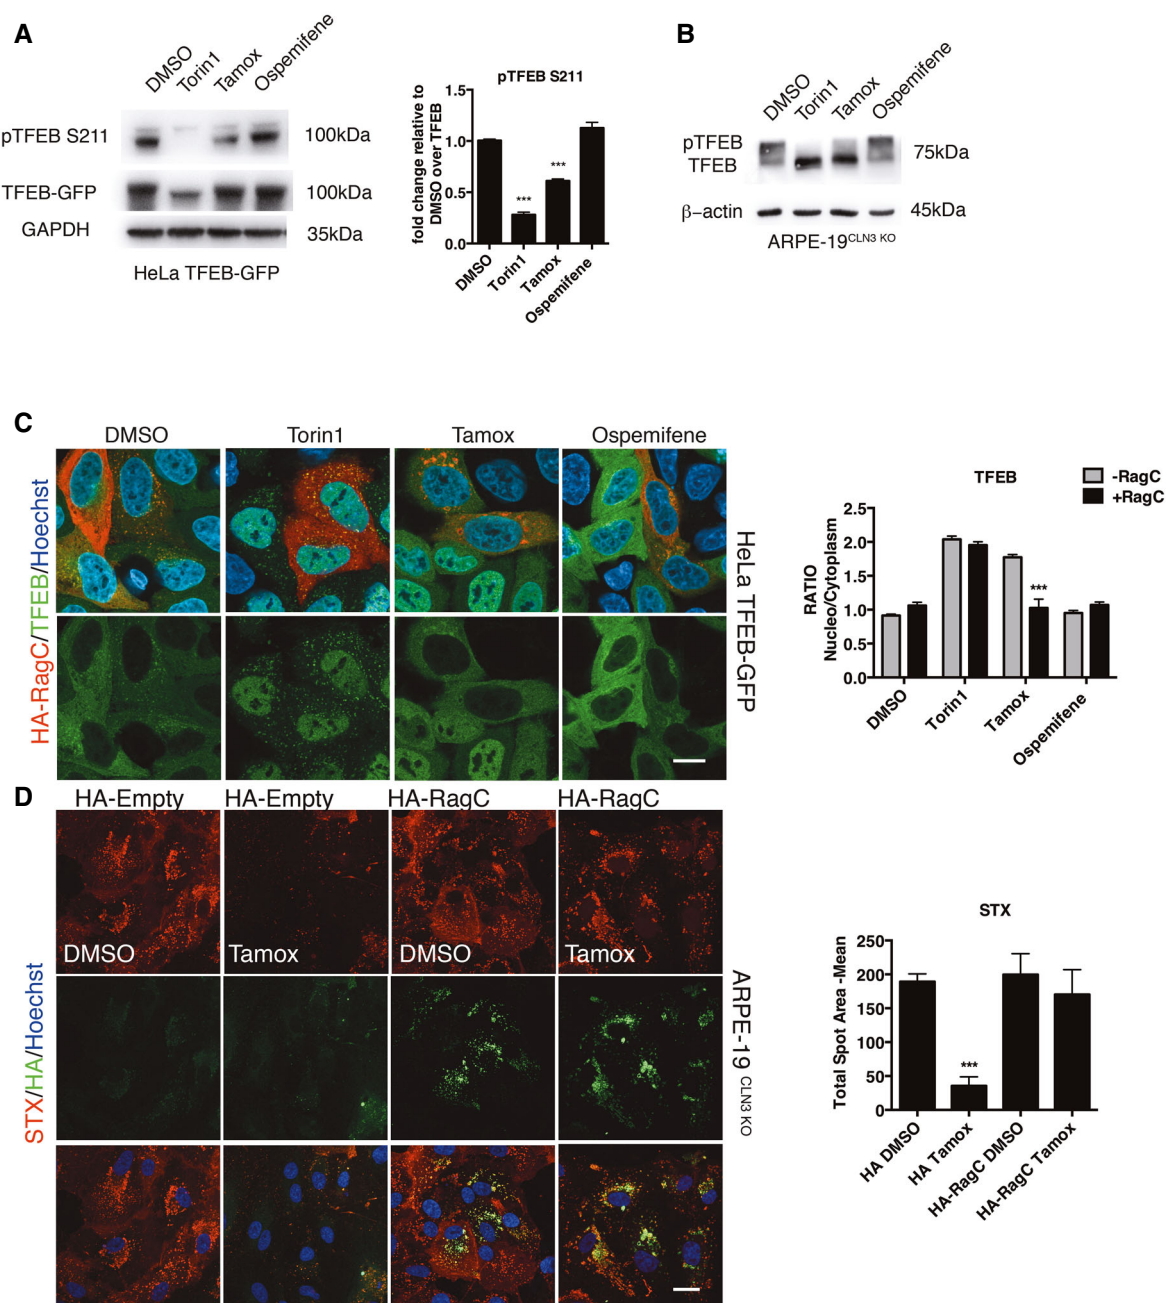 A
DMSO
Torin1
Tamox
Ospemifene
pTFEB S211
100kDa
TFEB-GFP
100kDa
GAPDH
35kDa
HeLa TFEB-GFP
pTFEB S211
fold change relative to
DMSO over TFEB
1.5
1.0
0.5
0.0
***
***
DMSO
Torin1
Tamox
Ospemifene
B
DMSO
Torin1
Tamox
Ospemifene
pTFEB
TFEB
75kDa
β-actin
45kDa
ARPE-19CLN3 KO
C
DMSO
Torin1
Tamox
Ospemifene
HA-RagC/TFEB/Hoechst
HeLa TFEB-GFP
TFEB
-RagC
+RagC
RATIO
Nucleo/Cytoplasm
2.5
2.0
1.5
1.0
0.5
0.0
***
DMSO
Torin1
Tamox
Ospemifene
D
HA-Empty
HA-Empty
HA-RagC
HA-RagC
DMSO
Tamox
DMSO
Tamox
STX/HA/Hoechst
ARPE-19 CLN3 KO
STX
Total Spot Area -Mean
250
200
150
100
50
0
***
HA DMSO
HA Tamox
HA-RagC DMSO
HA-RagC Tamox